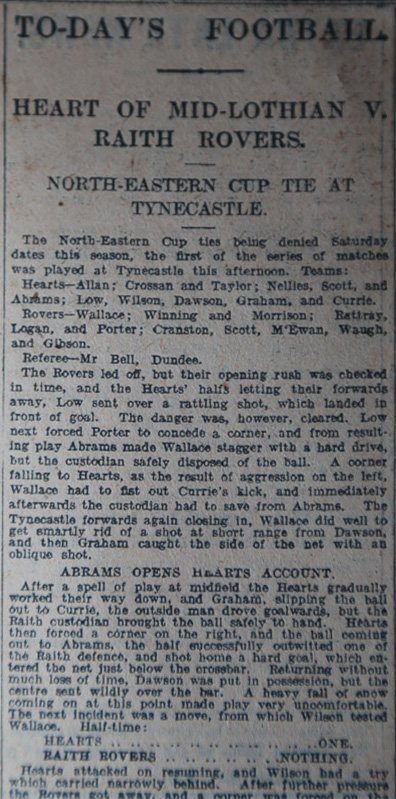 TO-DAY'S FOOTBALL.
HEART OF MID-LOTHIAN V.
RAITH ROVERS.
NORTH-EASTERN CUP TIE AT
TYNECASTLE.
The North-Eastern Cup ties being denied Saturday
dates this season, the first of the series of matches
was played at Tynecastle this afternoon. Teams:
Hearts—Allan; Crossan and Taylor; Nellies, Scott, and
Abrams; Low, Wilson, Dawson, Graham, and Currie.
Rovers—Wallace; Winning and Morrison; Rattray,
Logan, and Porter; Cranston, Scott, M'Ewan, Waugh,
and Gibson.
Referee—Mr Bell, Dundee.
The Rovers led off, but their opening rush was checked
in time, and the Hearts' halfs letting their forwards
away, Low sent over a rattling shot, which landed in
front of goal. The danger was, however, cleared. Low
next forced Porter to concede a corner, and from result-
ing play Abrams made Wallace stagger with a hard drive,
but the custodian safely disposed of the ball. A corner
falling to Hearts, as the result of aggression on the left,
Wallace had to fist out Currie's kick, and immediately
afterwards the custodian had to save from Abrams. The
Tynecastle forwards again closing in, Wallace did well to
get smartly rid of a shot at short range from Dawson,
and then Graham caught the side of the net with an
oblique shot.
ABRAMS OPENS HEARTS ACCOUNT.
After a spell of play at midfield the Hearts gradually
worked their way down, and Graham, slipping the ball
out to Currie, the outside man drove goalwards, but the
Raith custodian brought the ball safely to hand. Hearts
then forced a corner on the right, and the ball coming
out to Abrams, the half successfully outwitted one of
the Raith defence, and shot home a hard goal, which en-
tered the net just below the crossbar. Returning without
much loss of time, Dawson was put in possession, but the
centre sent wildly over the bar. A heavy fall of snow
coming on at this point made play very uncomfortable.
The next incident was a move, from which Wilson tested
Wallace. Half-time:
HEARTS .. .. .. .. .. .. .. .. ..ONE.
RAITH ROVERS .. .. .. .. .. ..NOTHING.
Hearts attacked on resuming, and Wilson had a try
which carried narrowly behind. After further pressure
the Rovers got away, and a corner was forced on the